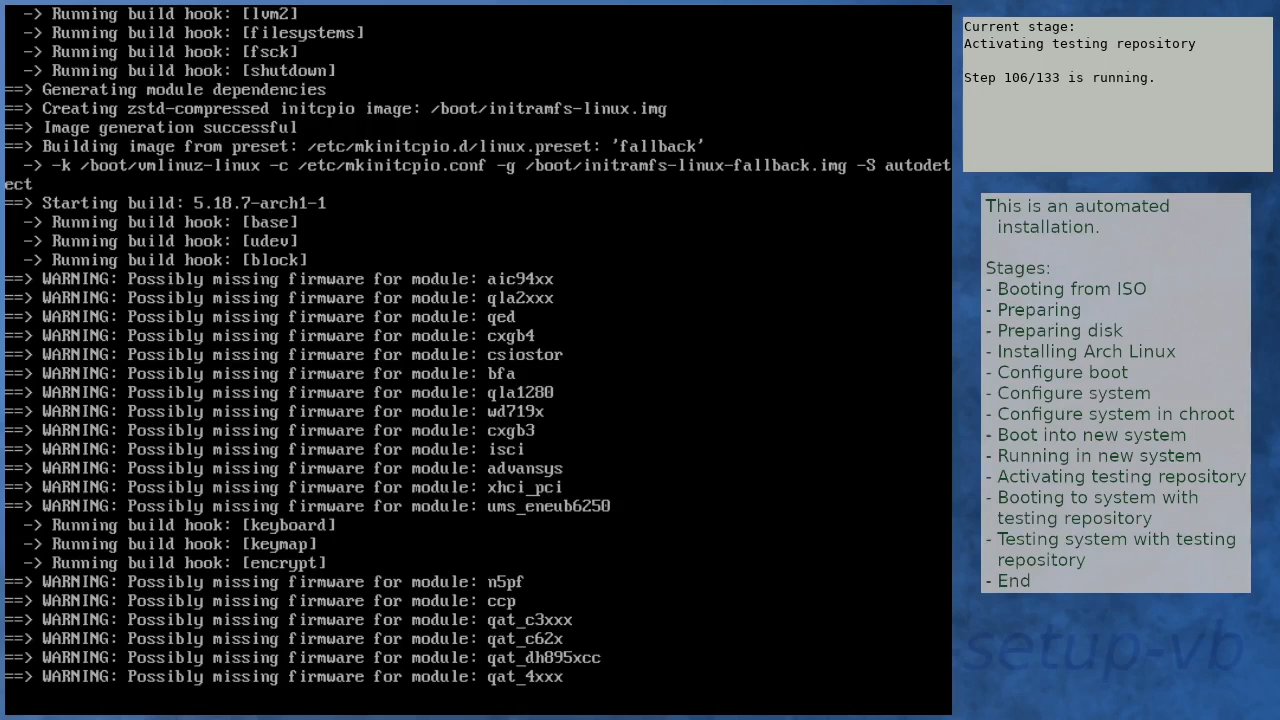 -> Running build hook: [lvm2]
-> Running build hook: [filesystems]
-> Running build hook: [fsck]
-> Running build hook: [shutdown]
==> Generating module dependencies
==> Creating zstd-compressed initcpio image: /boot/initramfs-linux.img
==> Image generation successful
==> Building image from preset: /etc/mkinitcpio.d/linux.preset: 'fallback'
-> -k /boot/vmlinuz-linux -c /etc/mkinitcpio.conf -g /boot/initramfs-linux-fallback.img -S autodet
ect
==> Starting build: 5.18.7-arch1-1
-> Running build hook: [base]
-> Running build hook: [udev]
-> Running build hook: [block]
==> WARNING: Possibly missing firmware for module: aic94xx
==> WARNING: Possibly missing firmware for module: qla2xxx
==> WARNING: Possibly missing firmware for module: qed
==> WARNING: Possibly missing firmware for module: cxgb4
==> WARNING: Possibly missing firmware for module: csiostor
==> WARNING: Possibly missing firmware for module: bfa
==> WARNING: Possibly missing firmware for module: qla1280
==> WARNING: Possibly missing firmware for module: wd719x
==> WARNING: Possibly missing firmware for module: cxgb3
==> WARNING: Possibly missing firmware for module: isci
==> WARNING: Possibly missing firmware for module: advansys
==> WARNING: Possibly missing firmware for module: xhci_pci
==> WARNING: Possibly missing firmware for module: ums_eneub6250
-> Running build hook: [keyboard]
-> Running build hook: [keymap]
-> Running build hook: [encrypt]
==> WARNING: Possibly missing firmware for module: n5pf
==> WARNING: Possibly missing firmware for module: ccp
==> WARNING: Possibly missing firmware for module: qat_c3xxx
==> WARNING: Possibly missing firmware for module: qat_c62x
==> WARNING: Possibly missing firmware for module: qat_dh895xcc
==> WARNING: Possibly missing firmware for module: qat_4xxx
Current stage:
Activating testing repository
Step 106/133 is running.
This is an automated
installation.
Stages:
- Booting from ISO
- Preparing
- Preparing disk
- Installing Arch Linux
- Configure boot
- Configure system
- Configure system in chroot
- Boot into new system
- Running in new system
- Activating testing repository
- Booting to system with
testing repository
- Testing system with testing
repository
- End
setup-vb